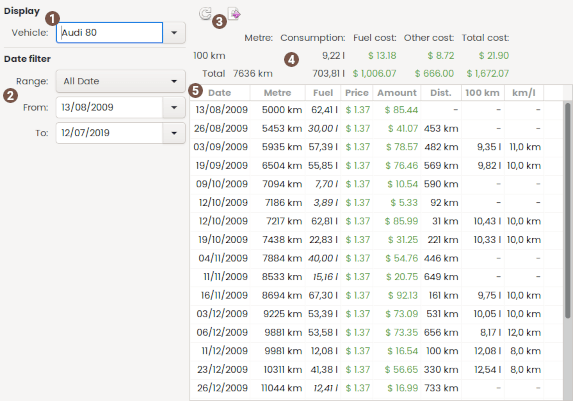 Display
1
Vehicle: Audi 80
Date filter
2
Range: All Date
From: 13/08/2009
To: 12/07/2019
3
Metre: Consumption: Fuel cost: Other cost: Total cost:
4
100 km 9,22 l $ 13.18 $ 8.72 $ 21.90
Total 7636 km 703,81 l $ 1,006.07 $ 666.00 $ 1,672.07
5
Date Metre Fuel Price Amount Dist. 100 km km/l
13/08/2009 5000 km 62,41 l $ 1.37 $ 85.44 - - -
26/08/2009 5453 km 30,00 l $ 1.37 $ 41.07 453 km - -
03/09/2009 5935 km 57,39 l $ 1.37 $ 78.57 482 km 9,35 l 11,0 km
19/09/2009 6504 km 55,85 l $ 1.37 $ 76.46 569 km 9,82 l 10,0 km
09/10/2009 7094 km 7,70 l $ 1.37 $ 10.54 590 km - -
12/10/2009 7186 km 3,89 l $ 1.37 $ 5.33 92 km - -
12/10/2009 7217 km 62,81 l $ 1.37 $ 85.99 31 km 10,43 l 10,0 km
19/10/2009 7438 km 22,83 l $ 1.37 $ 31.25 221 km 10,33 l 10,0 km
04/11/2009 7884 km 40,00 l $ 1.37 $ 54.76 446 km - -
11/11/2009 8533 km 15,16 l $ 1.37 $ 20.75 649 km - -
16/11/2009 8694 km 67,30 l $ 1.37 $ 92.13 161 km 9,75 l 10,0 km
03/12/2009 9225 km 53,39 l $ 1.37 $ 73.09 531 km 10,05 l 10,0 km
06/12/2009 9881 km 53,58 l $ 1.37 $ 73.35 656 km 8,17 l 12,0 km
11/12/2009 9981 km 12,08 l $ 1.37 $ 16.54 100 km 12,08 l 8,0 km
23/12/2009 10311 km 41,38 l $ 1.37 $ 56.65 330 km 12,54 l 8,0 km
26/12/2009 11044 km 12,41 l $ 1.37 $ 16.99 733 km - -